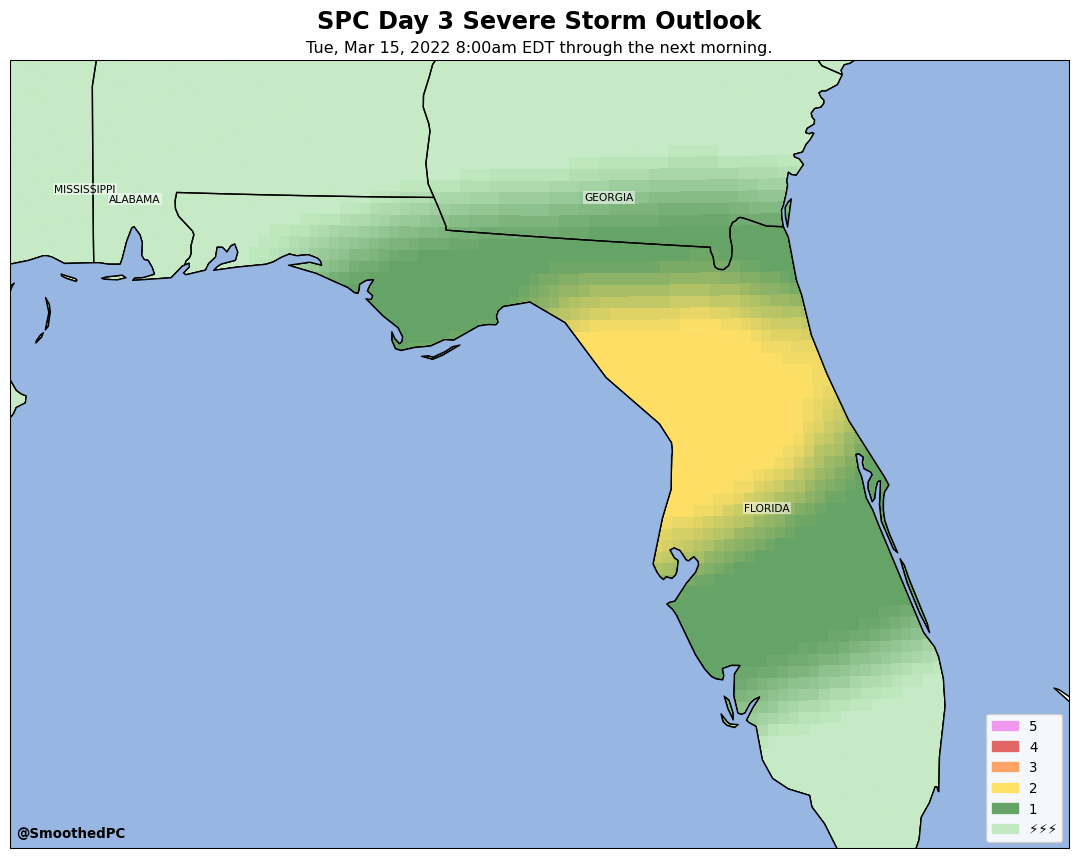 SPC Day 3 Severe Storm Outlook
Tue, Mar 15, 2022 8:00am EDT through the next morning.
MISSISSIPPI
ALABAMA
GEORGIA
FLORIDA
5
4
3
2
1
⚡⚡⚡
@SmoothedPC